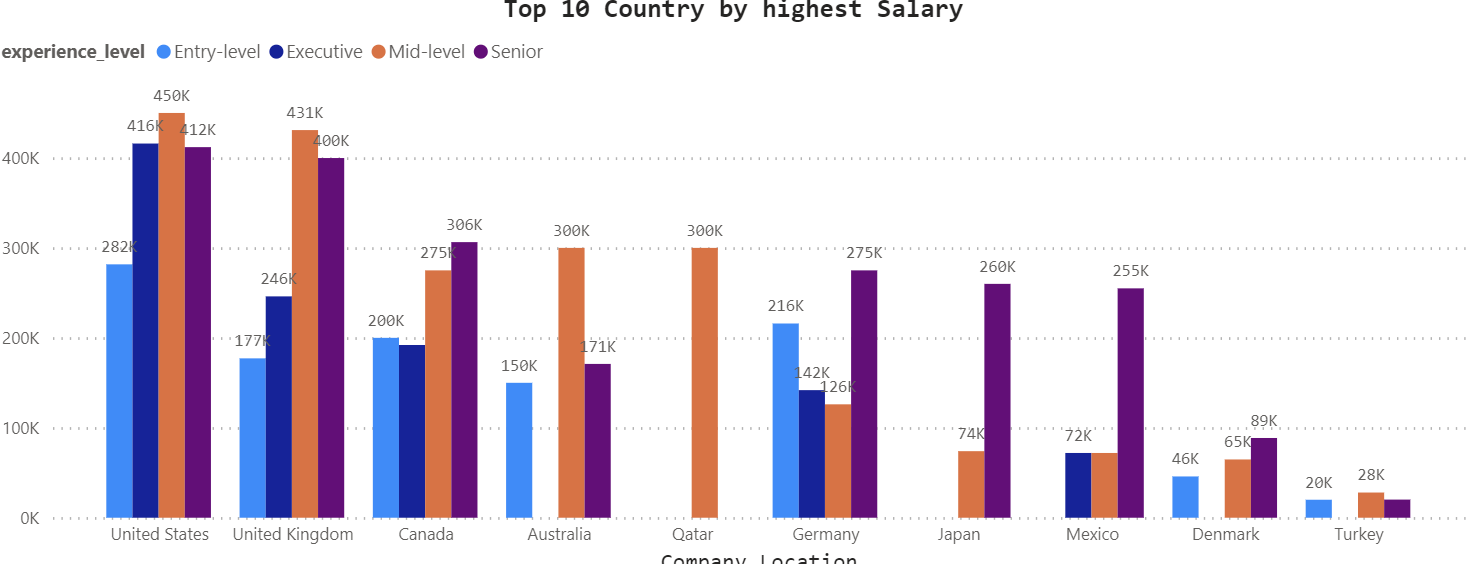 Top 10 Country by highest Salary
experience_level Entry-level Executive Mid-level Senior
450K
431K
416K 412K
400K
400K
306K
300K 300K
282K 275K 275K
260K 255K
300K
246K
216K
200K
177K 171K
200K
150K
142K
126K
100K
89K
74K 72K 65K
46K
28K
20K
0K
United States United Kingdom Canada Australia Qatar Germany Japan Mexico Denmark Turkey
Company Location